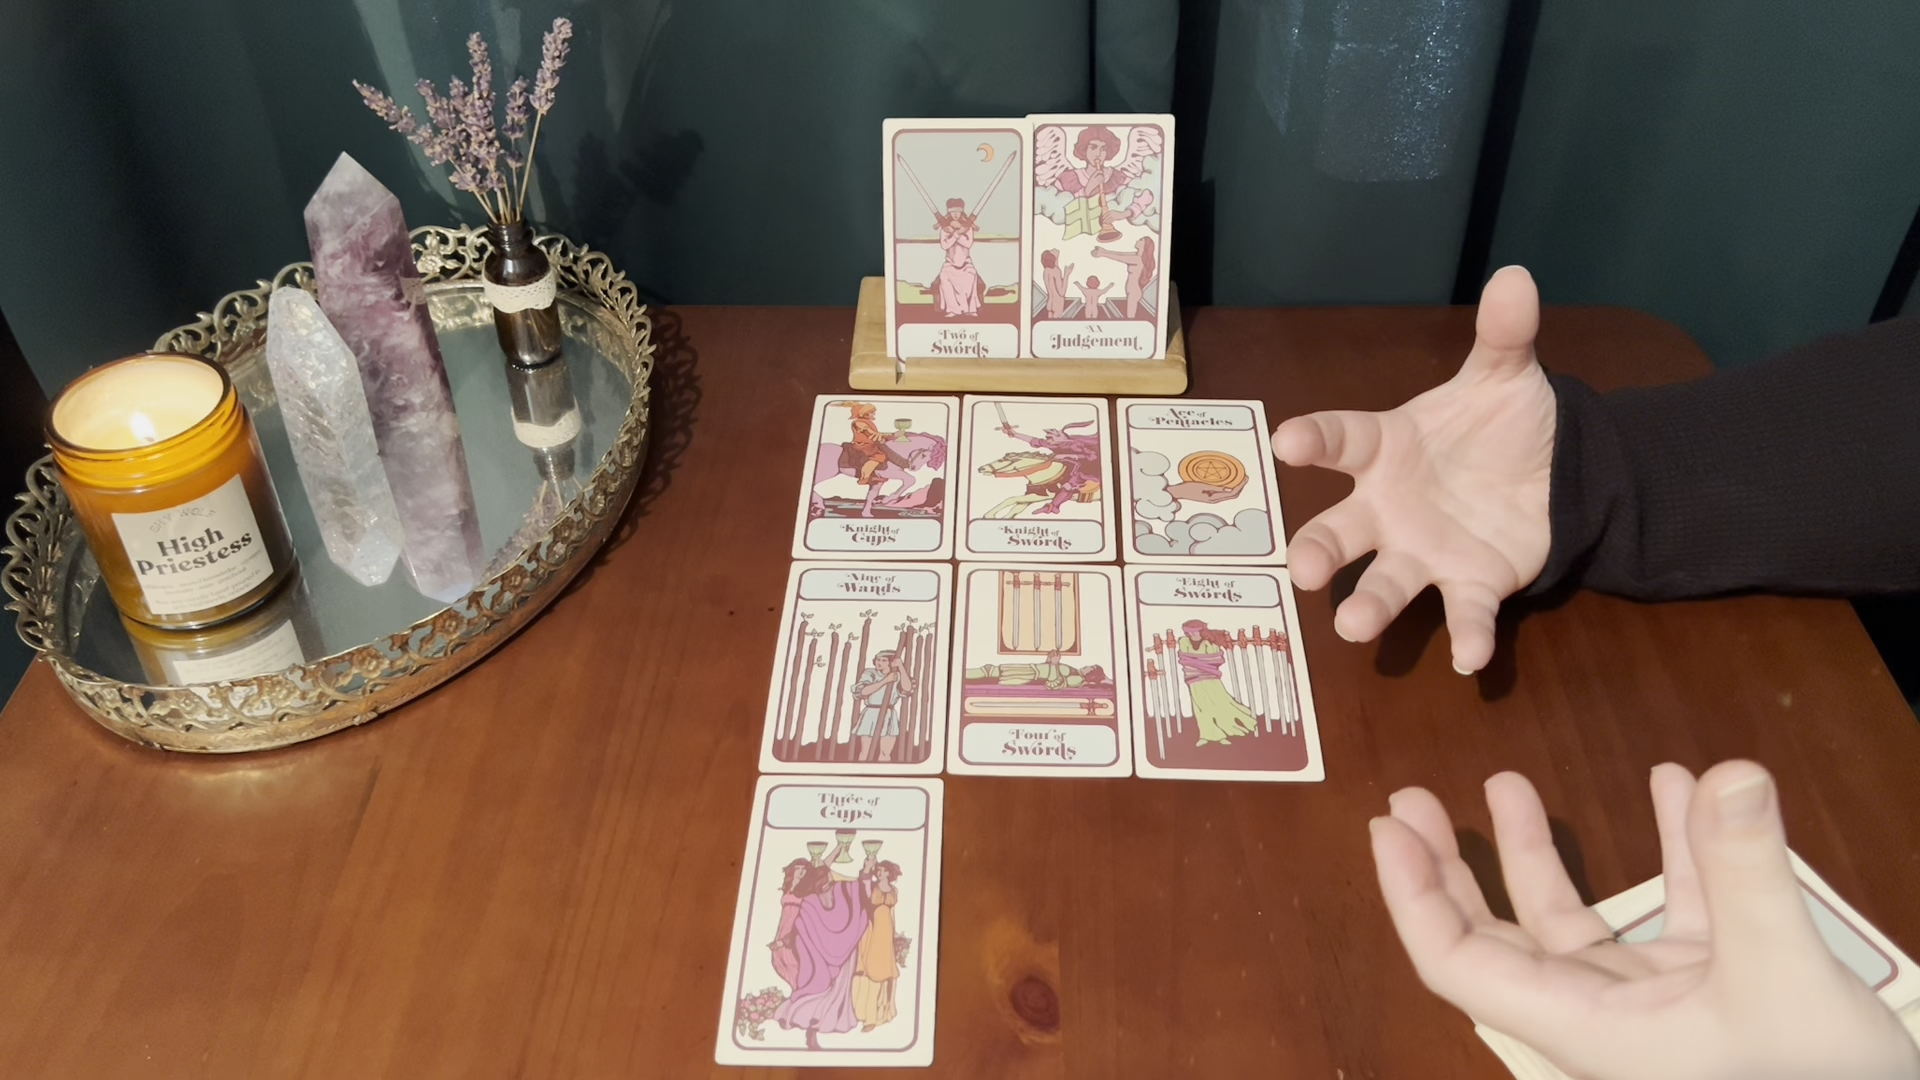 Two of
Swords
XX
Judgement
Knight of
Cups
Knight of
Swords
Ace of
Pentacles
Nine of
Wands
Four of
Swords
Eight of
Swords
Three of
Cups
High
Priestess